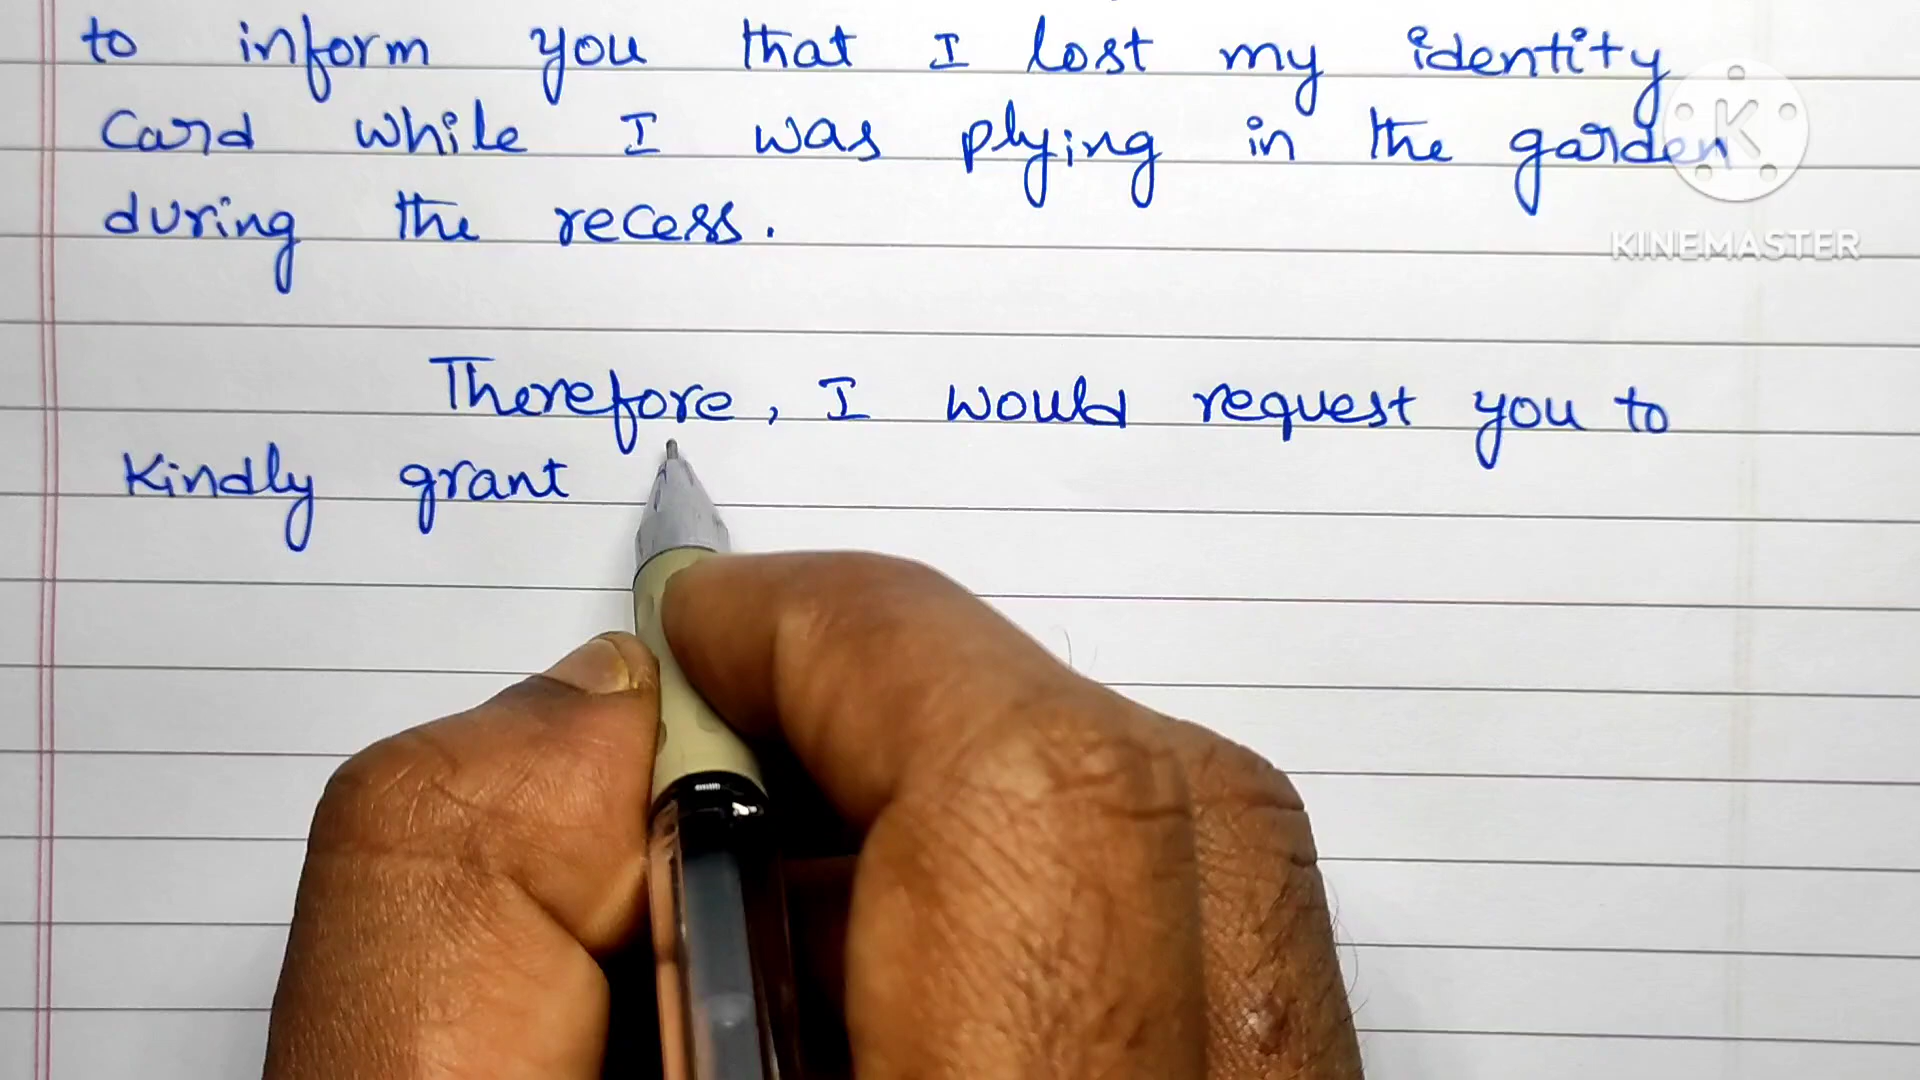 to inform you that I lost my identity
Card while I was plying in the garden
during the recess.
Therefore, I would request you to
Kindly grant
K
KINEMASTER